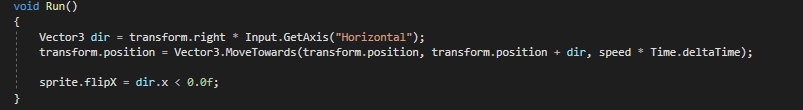 void Run()
{
Vector3 dir = transform.right * Input.GetAxis("Horizontal");
transform.position = Vector3.MoveTowards(transform.position, transform.position + dir, speed * Time.deltaTime);
sprite.flipX = dir.x < 0.0f;
}